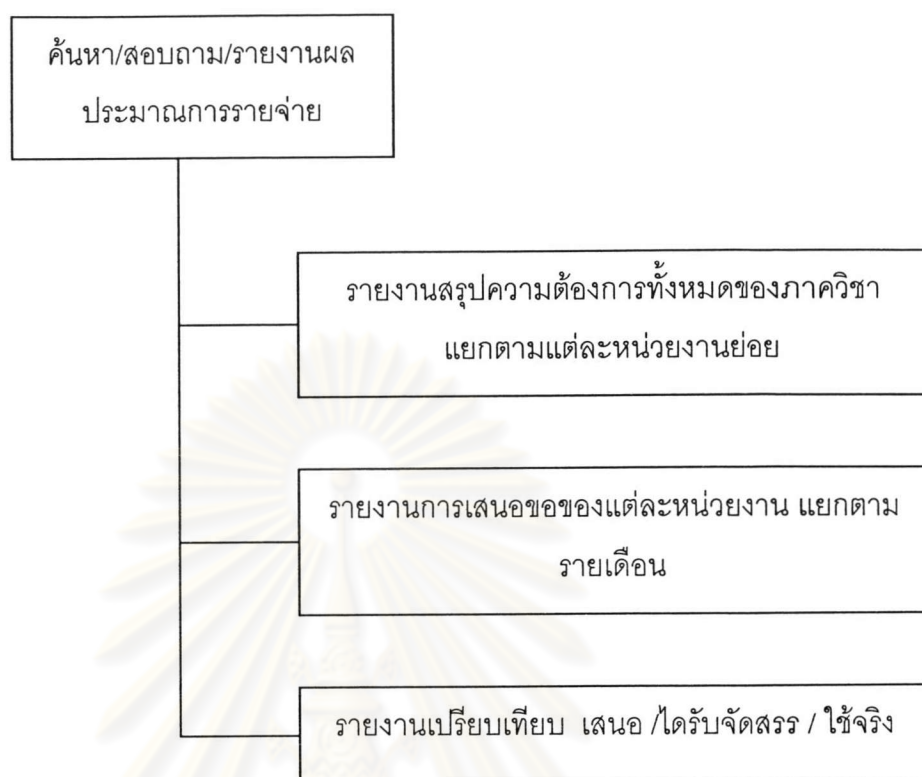 ค้นหา/สอบถาม/รายงานผล
ประมาณการรายจ่าย
รายงานสรุปความต้องการทั้งหมดของภาควิชา
แยกตามแต่ละหน่วยงานย่อย
รายงานการเสนอขอของแต่ละหน่วยงาน แยกตาม
รายเดือน
รายงานเปรียบเทียบ เสนอ /ได้รับจัดสรร / ใช้จริง